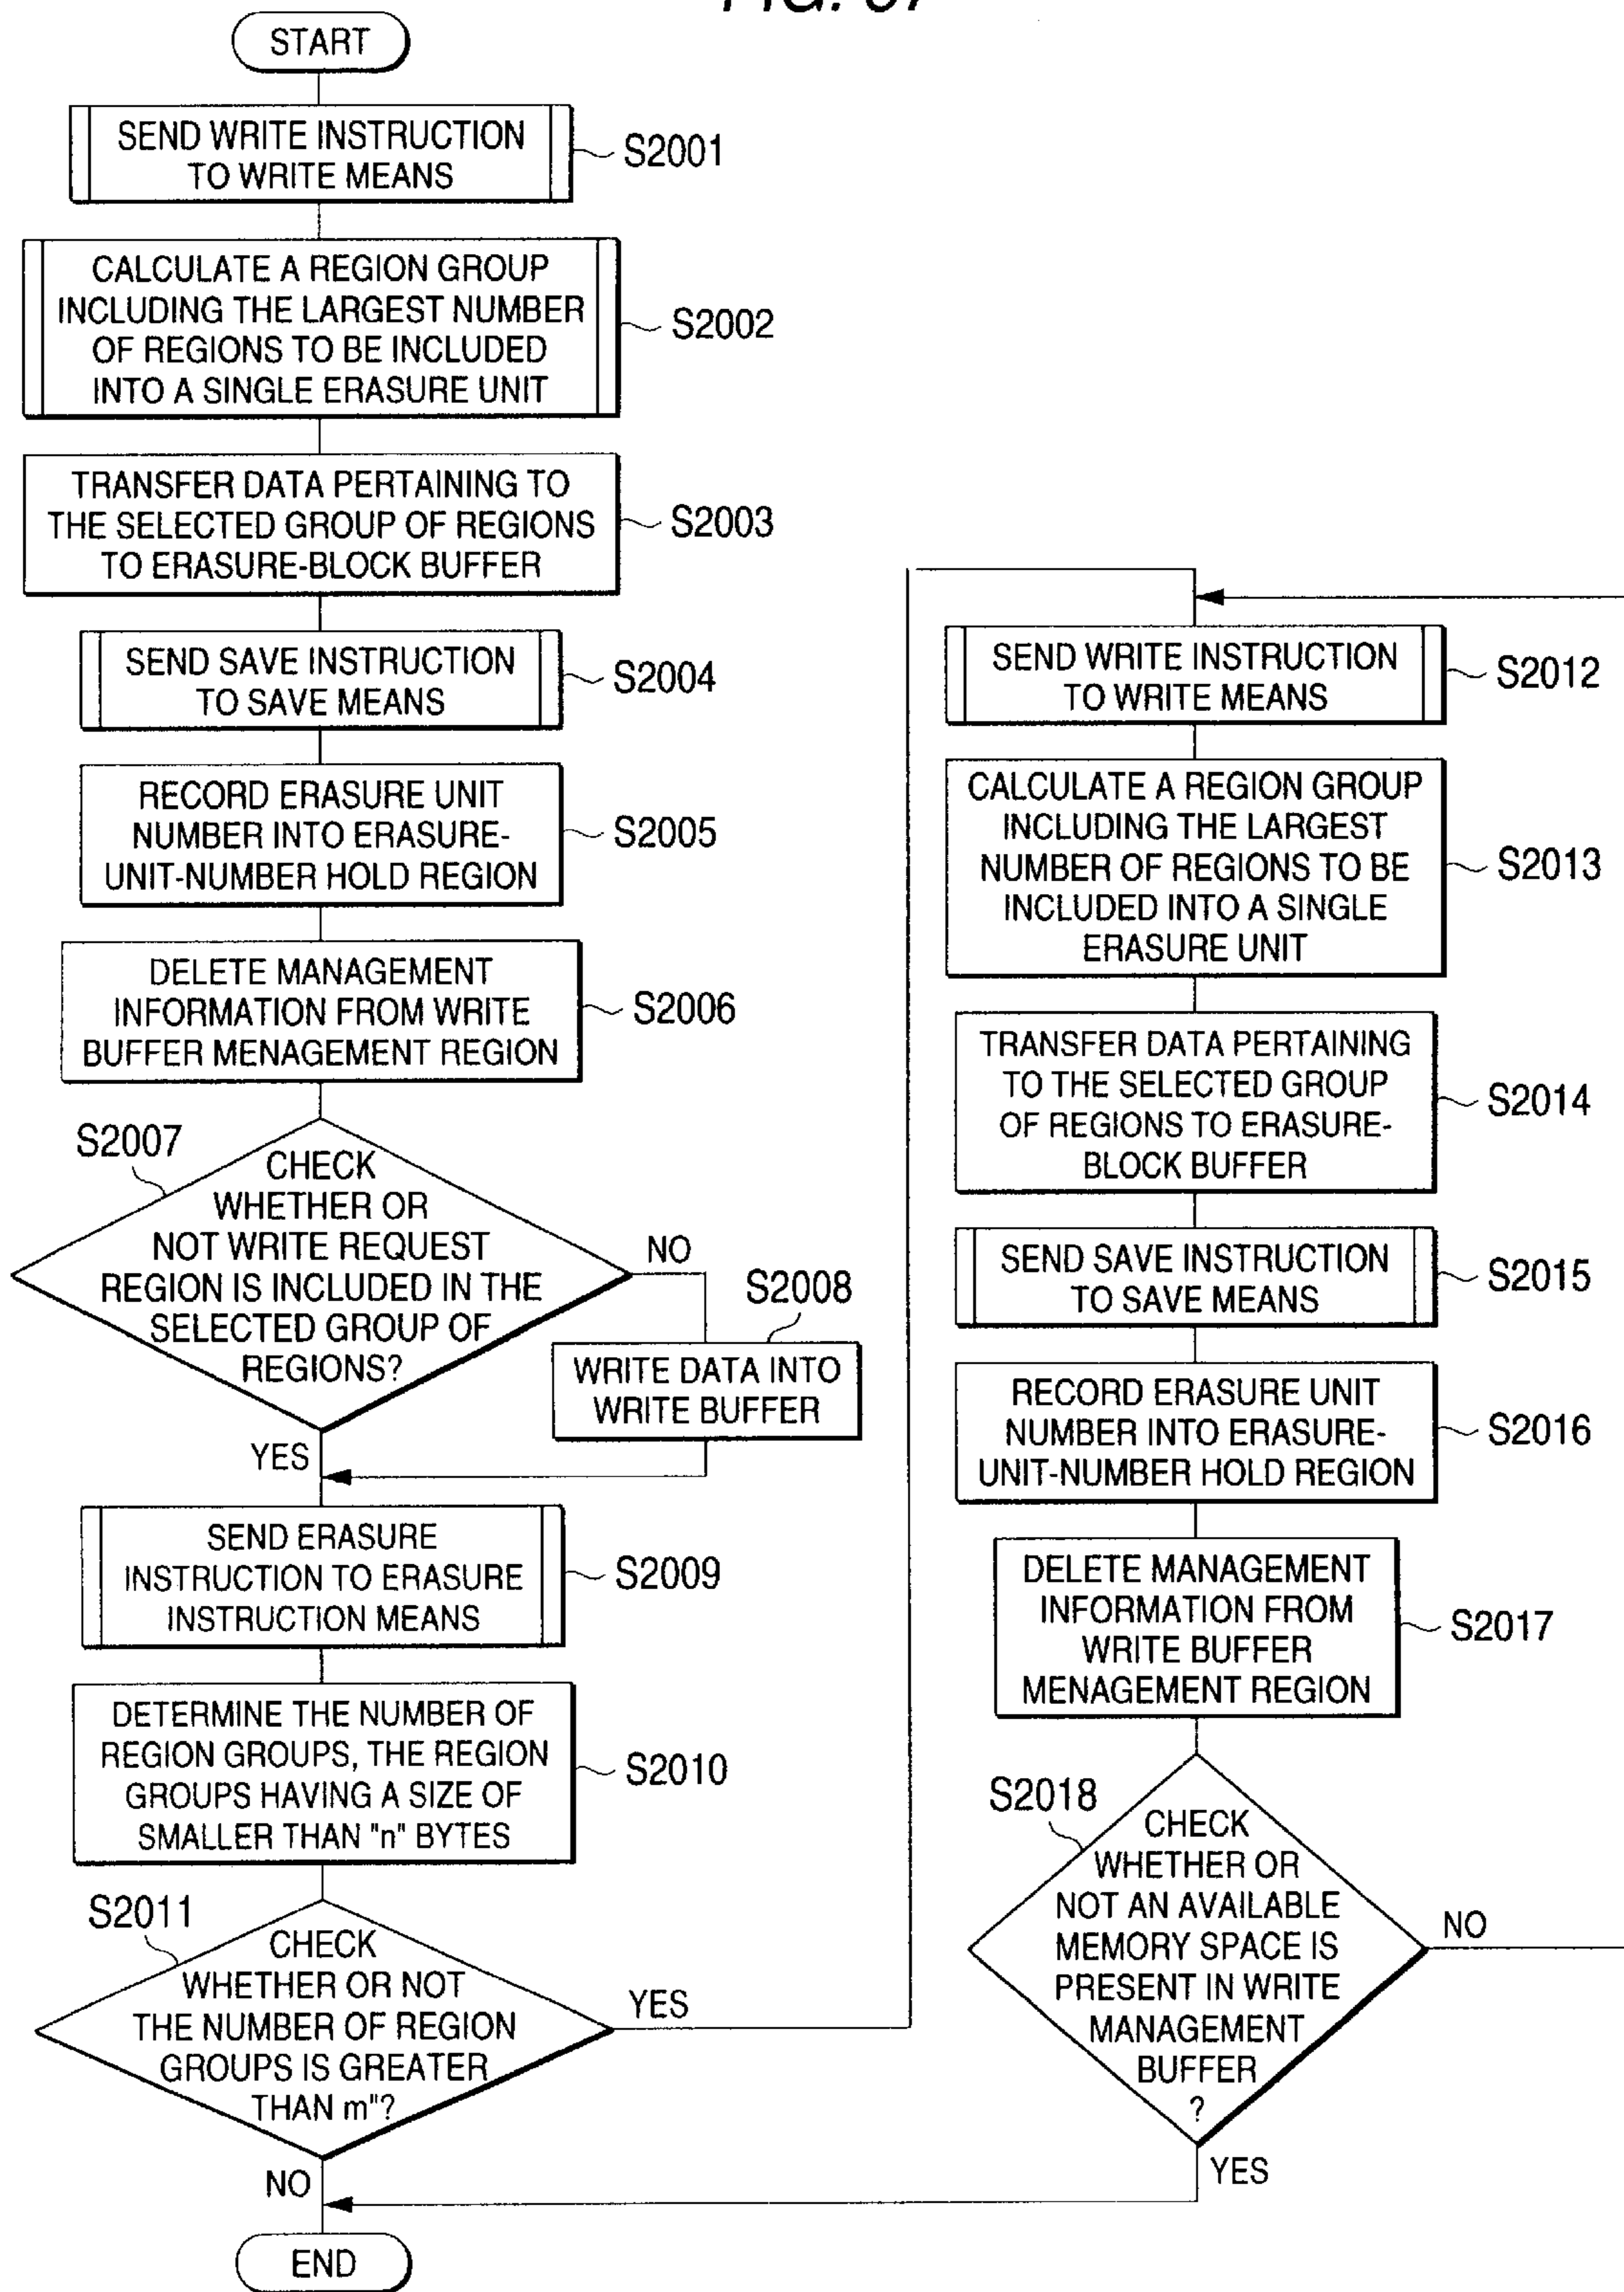 FIG. 37
START
SEND WRITE INSTRUCTION
TO WRITE MEANS
S2001
CALCULATE A REGION GROUP
INCLUDING THE LARGEST NUMBER
OF REGIONS TO BE INCLUDED
INTO A SINGLE ERASURE UNIT
S2002
TRANSFER DATA PERTAINING TO
THE SELECTED GROUP OF REGIONS
TO ERASURE-BLOCK BUFFER
S2003
SEND SAVE INSTRUCTION
TO SAVE MEANS
S2004
RECORD ERASURE UNIT
NUMBER INTO ERASURE-
UNIT-NUMBER HOLD REGION
S2005
DELETE MANAGEMENT
INFORMATION FROM WRITE
BUFFER MENAGEMENT REGION
S2006
S2007
CHECK
WHETHER OR
NOT WRITE REQUEST
REGION IS INCLUDED IN THE
SELECTED GROUP OF
REGIONS?
NO
YES
S2008
WRITE DATA INTO
WRITE BUFFER
SEND ERASURE
INSTRUCTION TO ERASURE
INSTRUCTION MEANS
S2009
DETERMINE THE NUMBER OF
REGION GROUPS, THE REGION
GROUPS HAVING A SIZE OF
SMALLER THAN "n" BYTES
S2010
S2011
CHECK
WHETHER OR NOT
THE NUMBER OF REGION
GROUPS IS GREATER
THAN m"?
YES
NO
END
SEND WRITE INSTRUCTION
TO WRITE MEANS
S2012
CALCULATE A REGION GROUP
INCLUDING THE LARGEST
NUMBER OF REGIONS TO BE
INCLUDED INTO A SINGLE
ERASURE UNIT
S2013
TRANSFER DATA PERTAINING
TO THE SELECTED GROUP
OF REGIONS TO ERASURE-
BLOCK BUFFER
S2014
SEND SAVE INSTRUCTION
TO SAVE MEANS
S2015
RECORD ERASURE UNIT
NUMBER INTO ERASURE-
UNIT-NUMBER HOLD REGION
S2016
DELETE MANAGEMENT
INFORMATION FROM
WRITE BUFFER
MENAGEMENT REGION
S2017
S2018
CHECK
WHETHER OR
NOT AN AVAILABLE
MEMORY SPACE IS
PRESENT IN WRITE
MANAGEMENT
BUFFER
?
NO
YES